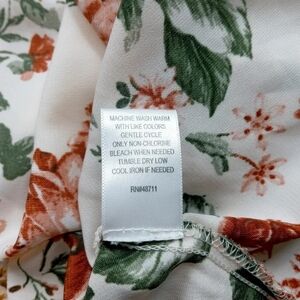 MACHINE WASH WARM
WITH LIKE COLORS
GENTLE CYCLE
ONLY NON-CHLORINE
BLEACH WHEN NEEDED
TUMBLE DRY LOW
COOL IRON IF NEEDED
RN#48711